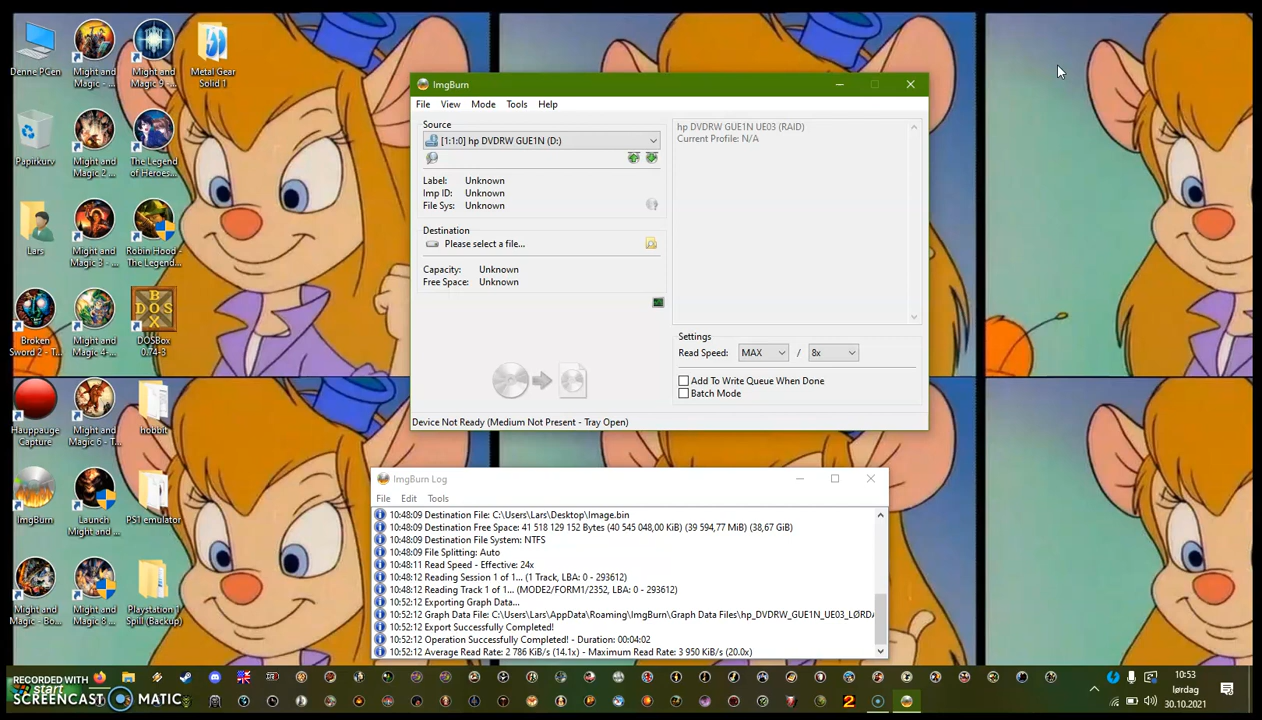 Denne PCen
Might and
Magic - ...
Might and
Magic 9 -...
Metal Gear
Solid 1
Papirkurv
Might and
Magic 2 ...
The Legend
of Heroes...
Lars
Might and
Magic 3 - ...
Robin Hood -
The Legend...
Broken
Sword 2 - T...
Might and
Magic 4-...
DOSBox
0.74-3
Hauppauge
Capture
Might and
Magic 6 - T...
hobbit
ImgBurn
Launch
Might and ...
PS1 emulator
Might and
Magic - Bo...
Might and
Magic 8 ...
Playstation 1
Spill (Backup)
ImgBurn
File View Mode Tools Help
Source
[1:1:0] hp DVDRW GUE1N (D:)
Label: Unknown
Imp ID: Unknown
File Sys: Unknown
Destination
Please select a file...
Capacity: Unknown
Free Space: Unknown
hp DVDRW GUE1N UE03 (RAID)
Current Profile: N/A
Settings
Read Speed: MAX / 8x
Add To Write Queue When Done
Batch Mode
Device Not Ready (Medium Not Present - Tray Open)
ImgBurn Log
File Edit Tools
10:48:09 Destination File: C:\Users\Lars\Desktop\Image.bin
10:48:09 Destination Free Space: 41 518 129 152 Bytes (40 545 048,00 KiB) (39 594,77 MiB) (38,67 GiB)
10:48:09 Destination File System: NTFS
10:48:09 File Splitting: Auto
10:48:11 Read Speed - Effective: 24x
10:48:12 Reading Session 1 of 1... (1 Track, LBA: 0 - 293612)
10:48:12 Reading Track 1 of 1... (MODE2/FORM1/2352, LBA: 0 - 293612)
10:52:12 Exporting Graph Data...
10:52:12 Graph Data File: C:\Users\Lars\AppData\Roaming\ImgBurn\Graph Data Files\hp_DVDRW_GUE1N_UE03_LØRDA
10:52:12 Export Successfully Completed!
10:52:12 Operation Successfully Completed! - Duration: 00:04:02
10:52:12 Average Read Rate: 2 786 KiB/s (14.1x) - Maximum Read Rate: 3 950 KiB/s (20.0x)
RECORDED WITH
start
SCREENCAST MATIC
2
10:53
lørdag
30.10.2021